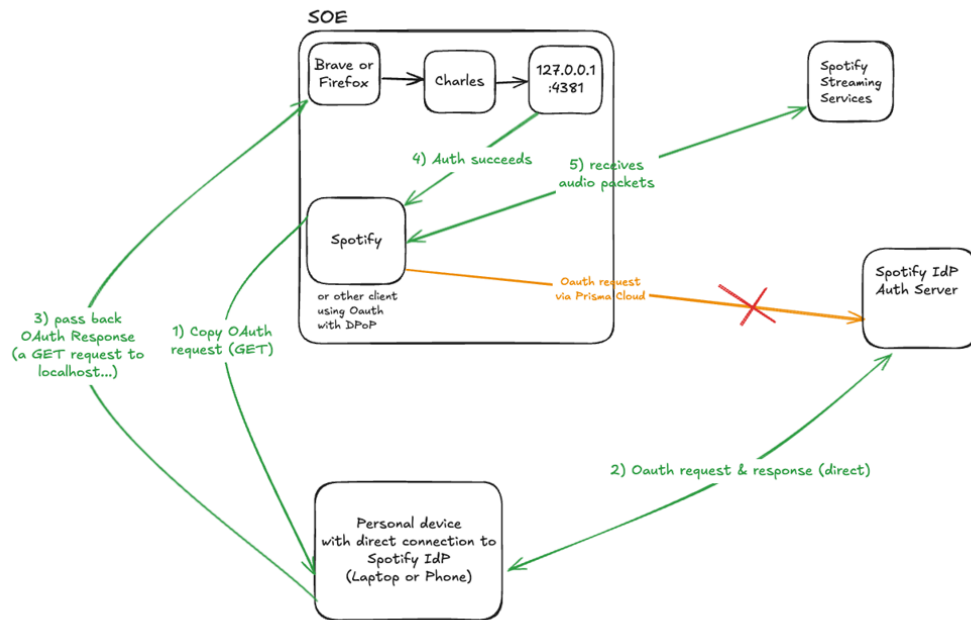 SOE
Brave or
Firefox
Charles
127.0.0.1
:4381
Spotify
Streaming
Services
4) Auth succeeds
5) receives
audio packets
Spotify
or other client
using Oauth
with DPoP
Oauth request
via Prisma Cloud
Spotify IdP
Auth Server
3) pass back
OAuth Response
(a GET request to
localhost...)
1) Copy OAuth
request (GET)
2) Oauth request & response (direct)
Personal device
with direct connection to
Spotify IdP
(Laptop or Phone)